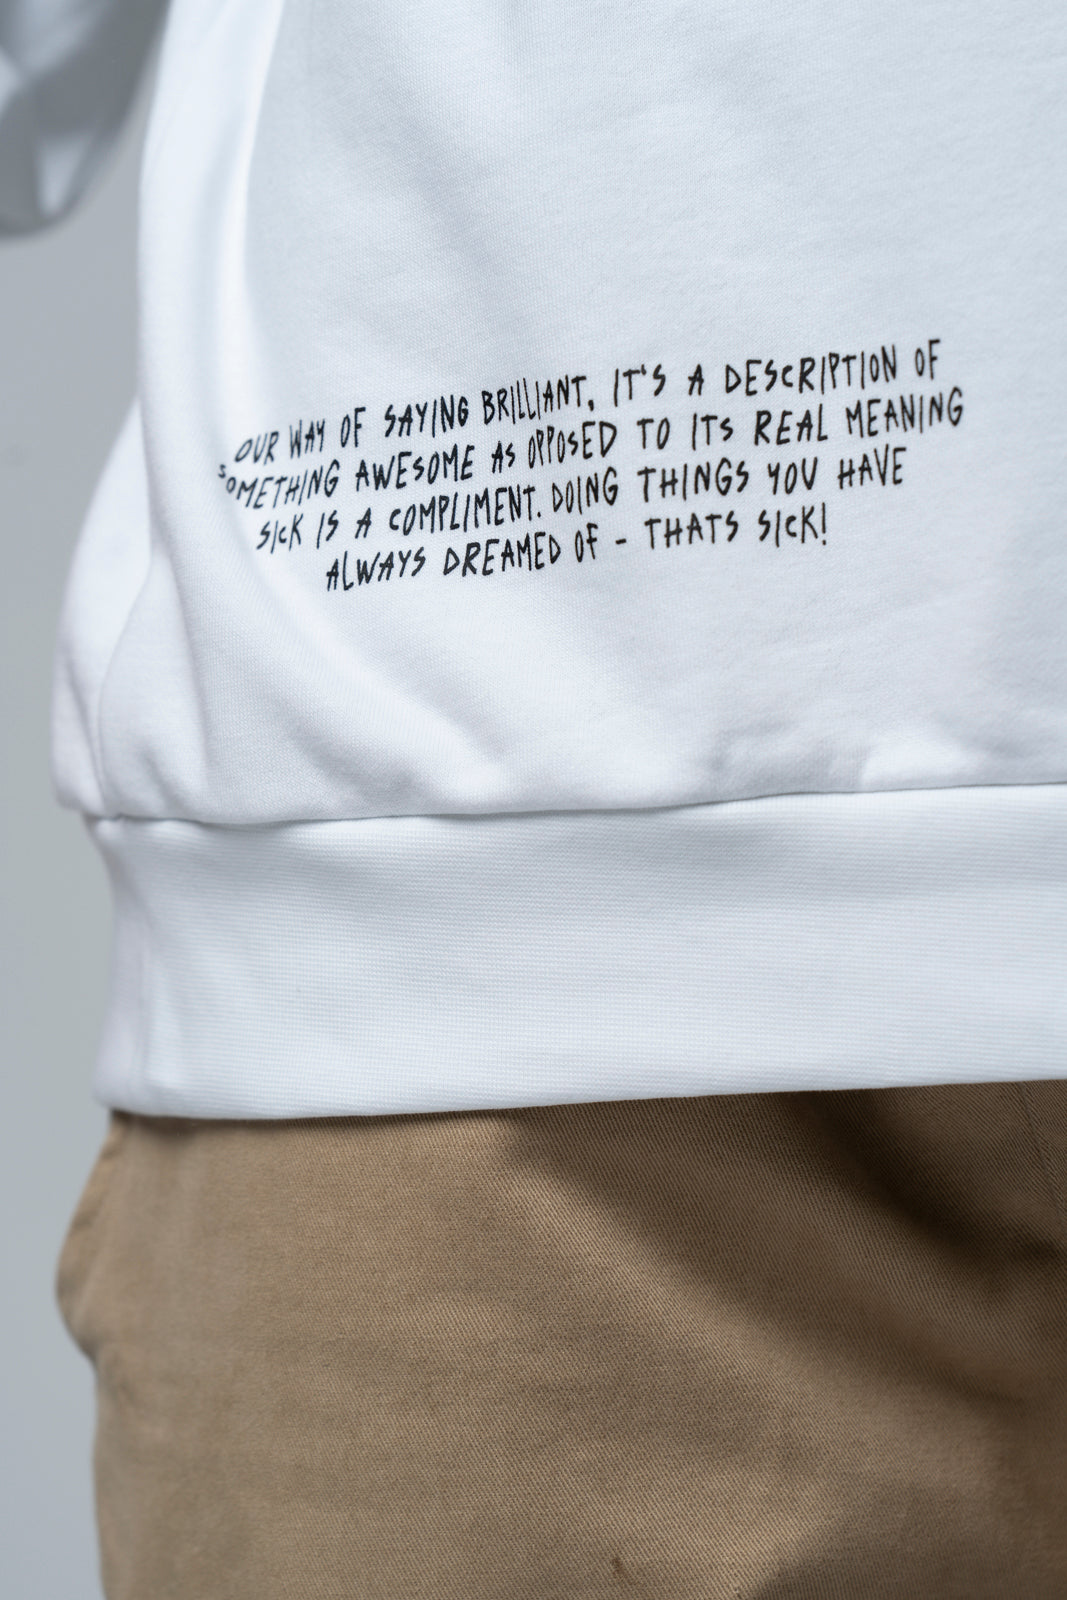 OUR WAY OF SAYING BRILLIANT, IT'S A DESCRIPTION OF
SOMETHING AWESOME AS OPPOSED TO ITS REAL MEANING
SICK IS A COMPLIMENT. DOING THINGS YOU HAVE
ALWAYS DREAMED OF - THATS SICK!